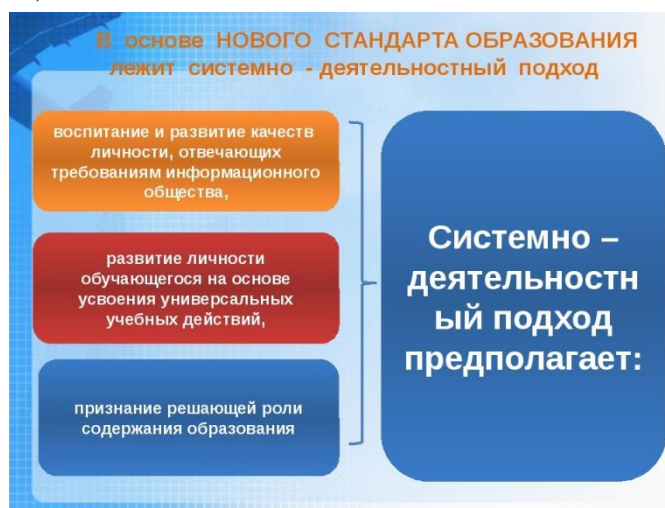 В основе НОВОГО СТАНДАРТА ОБРАЗОВАНИЯ
лежит системно - деятельностный подход
воспитание и развитие качеств
личности, отвечающих
требованиям информационного
общества,
развитие личности
обучающегося на основе
усвоения универсальных
учебных действий,
признание решающей роли
содержания образования
Системно –
деятельностн
ый подход
предполагает: